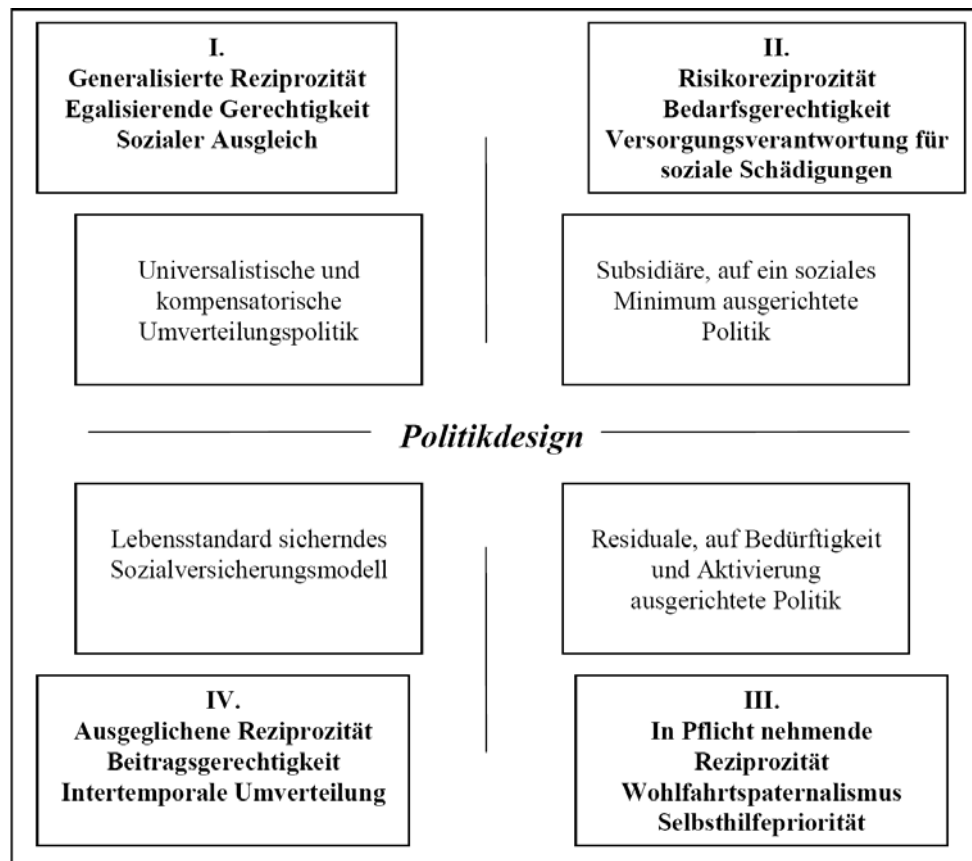 I.
Generalisierte Reziprozität
Egalisierende Gerechtigkeit
Sozialer Ausgleich
II.
Risikoreziprozität
Bedarfsgerechtigkeit
Versorgungsverantwortung für
soziale Schädigungen
Universalistische und
kompensatorische
Umverteilungspolitik
Subsidiäre, auf ein soziales
Minimum ausgerichtete
Politik
Politikdesign
Lebensstandard sicherndes
Sozialversicherungsmodell
Residuale, auf Bedürftigkeit
und Aktivierung
ausgerichtete Politik
IV.
Ausgeglichene Reziprozität
Beitragsgerechtigkeit
Intertemporale Umverteilung
III.
In Pflicht nehmende
Reziprozität
Wohlfahrtspaternalismus
Selbsthilfepriorität